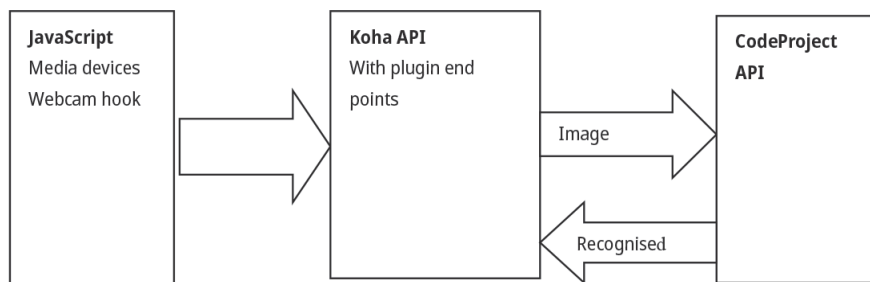 JavaScript
Media devices
Webcam hook
Koha API
With plugin end
points
Image
Recognised
CodeProject
API